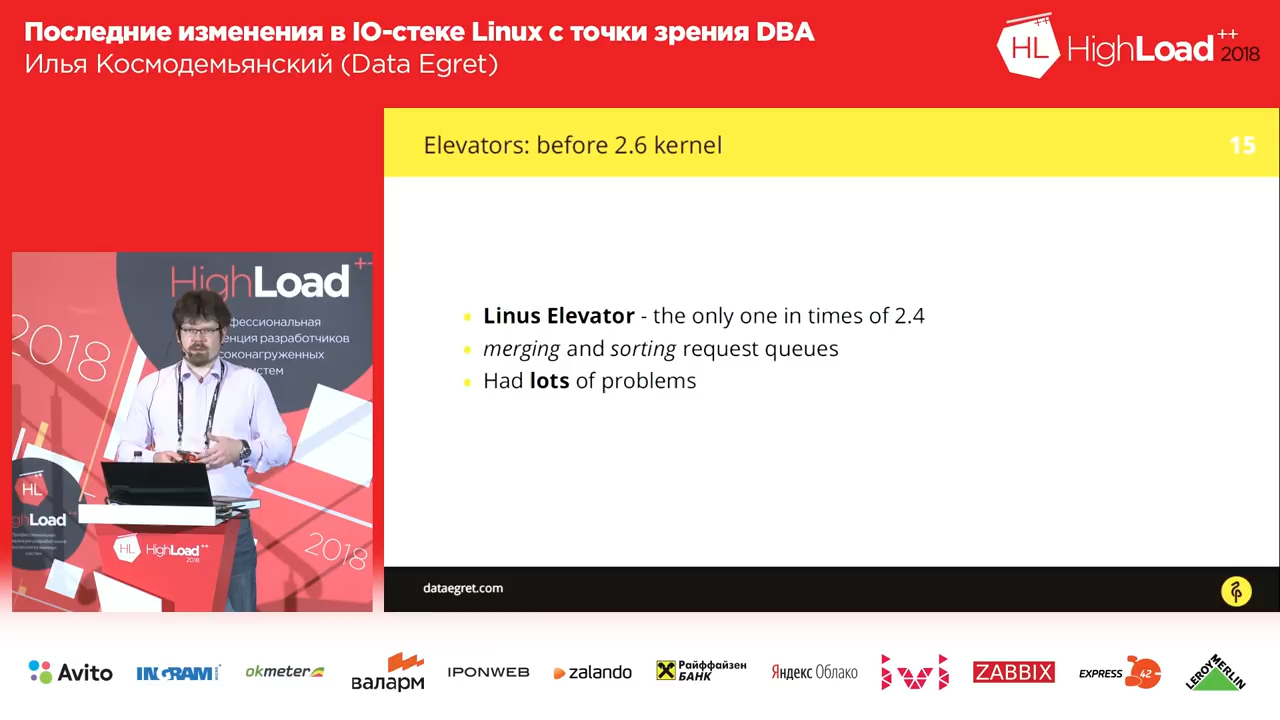 Последние изменения в IO-стеке Linux с точки зрения DBA
Илья Космодемьянский (Data Egret)
HL HighLoad++ 2018
Elevators: before 2.6 kernel
15
Linus Elevator - the only one in times of 2.4
merging and sorting request queues
Had lots of problems
dataegret.com
HighLoad++
2018
HL
HL HighLoad++
2018
2018
Avito
INGRAM
okmeter
валарм
IPONWEB
zalando
Райффайзен
БАНК
Яндекс Облако
ivi
ZABBIX
EXPRESS 42
LEROY MERLIN